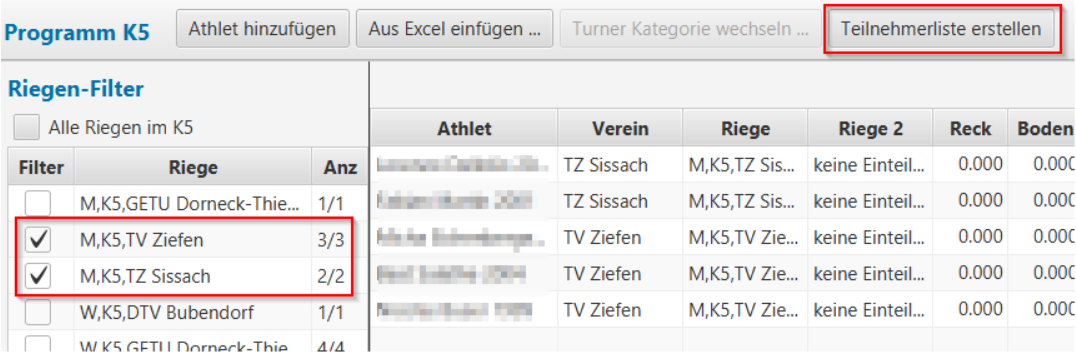 Programm K5 Athlet hinzufügen Aus Excel einfügen ... Turner Kategorie wechseln ... Teilnehmerliste erstellen
Riegen-Filter
Alle Riegen im K5
Athlet Verein Riege Riege 2 Reck Boden
Filter Riege Anz
TZ Sissach M,K5,TZ Sis... keine Einteil... 0.000 0.000
M,K5,GETU Dorneck-Thie... 1/1
TZ Sissach M,K5,TZ Sis... keine Einteil... 0.000 0.000
M,K5,TV Ziefen 3/3
TV Ziefen M,K5,TV Zie... keine Einteil... 0.000 0.000
M,K5,TZ Sissach 2/2
TV Ziefen M,K5,TV Zie... keine Einteil... 0.000 0.000
W,K5,DTV Bubendorf 1/1
TV Ziefen M,K5,TV Zie... keine Einteil... 0.000 0.000
W,K5,GETU Dorneck-Thie... 4/4